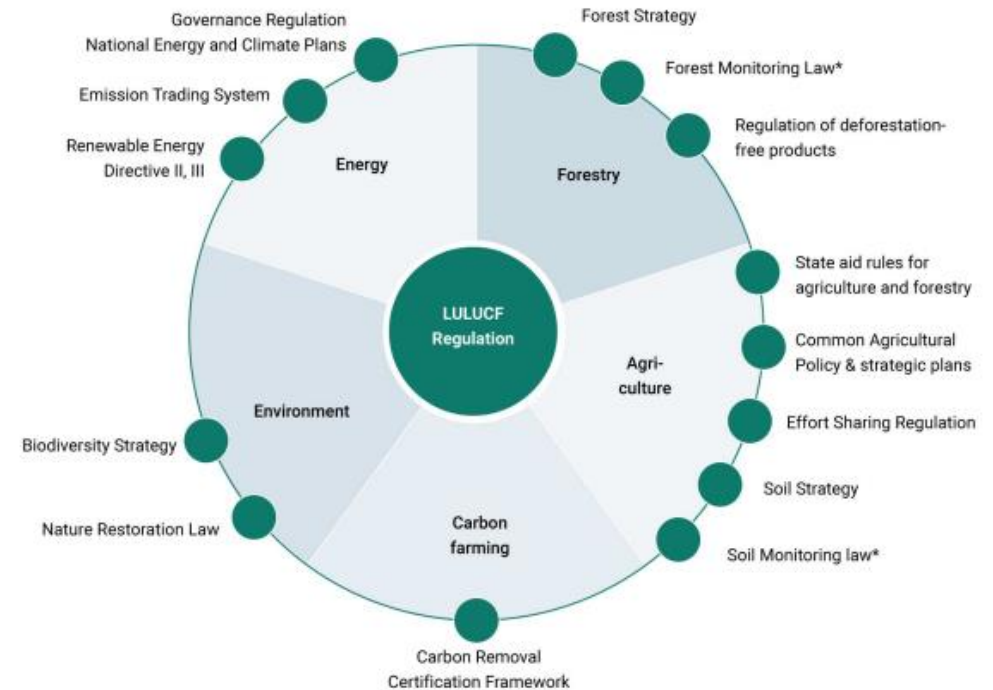 Governance Regulation
National Energy and Climate Plans
Emission Trading System
Renewable Energy
Directive II, III
Energy
Forest Strategy
Forest Monitoring Law*
Regulation of deforestation-
free products
Forestry
LULUCF
Regulation
State aid rules for
agriculture and forestry
Common Agricultural
Policy & strategic plans
Agri-
culture
Effort Sharing Regulation
Soil Strategy
Soil Monitoring law*
Environment
Biodiversity Strategy
Nature Restoration Law
Carbon
farming
Carbon Removal
Certification Framework